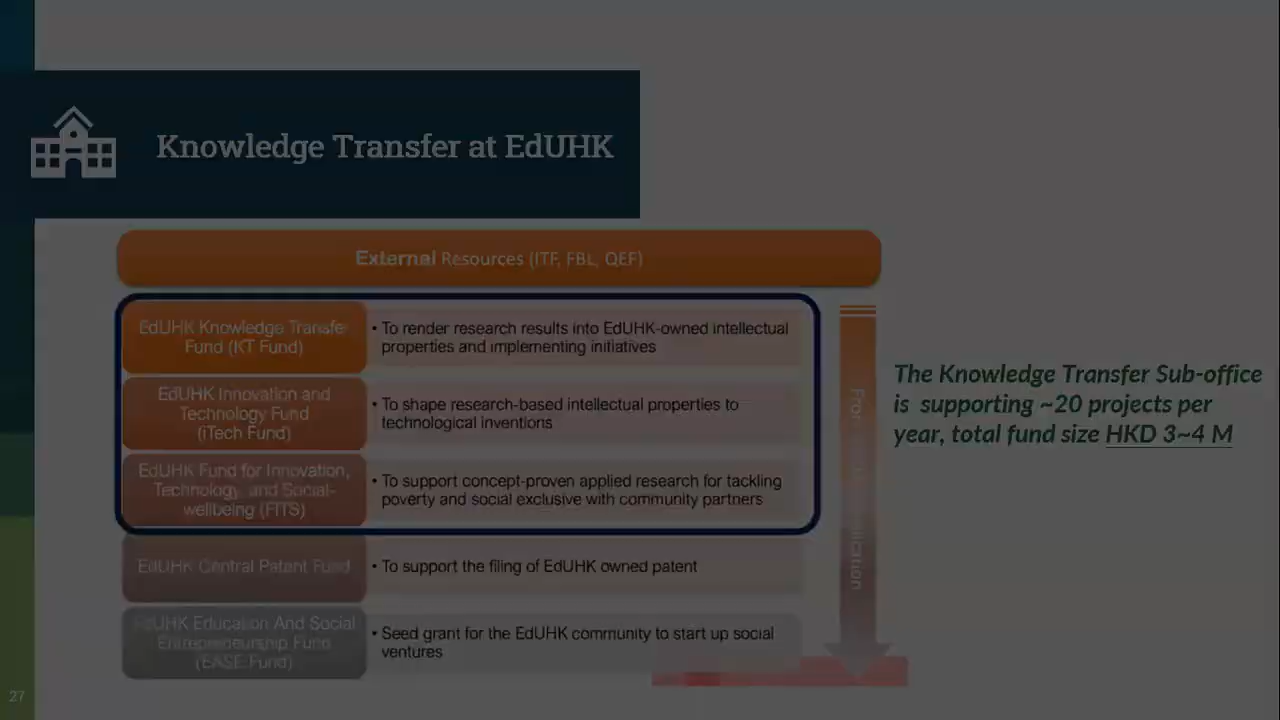 Knowledge Transfer at EdUHK
External Resources (ITF, FBL, QEF)
EdUHK Knowledge Transfer
Fund (KT Fund)
• To render research results into EdUHK-owned intellectual
properties and implementing initiatives
EdUHK Innovation and
Technology Fund
(iTech Fund)
• To shape research-based intellectual properties to
technological inventions
EdUHK Fund for Innovation,
Technology, and Social-
wellbeing (FITS)
• To support concept-proven applied research for tackling
poverty and social exclusive with community partners
EdUHK Central Patent Fund
• To support the filing of EdUHK owned patent
EdUHK Education And Social
Entrepreneurship Fund
(EASE Fund)
• Seed grant for the EdUHK community to start up social
ventures
The Knowledge Transfer Sub-office
is supporting ~20 projects per
year, total fund size HKD 3~4 M
27